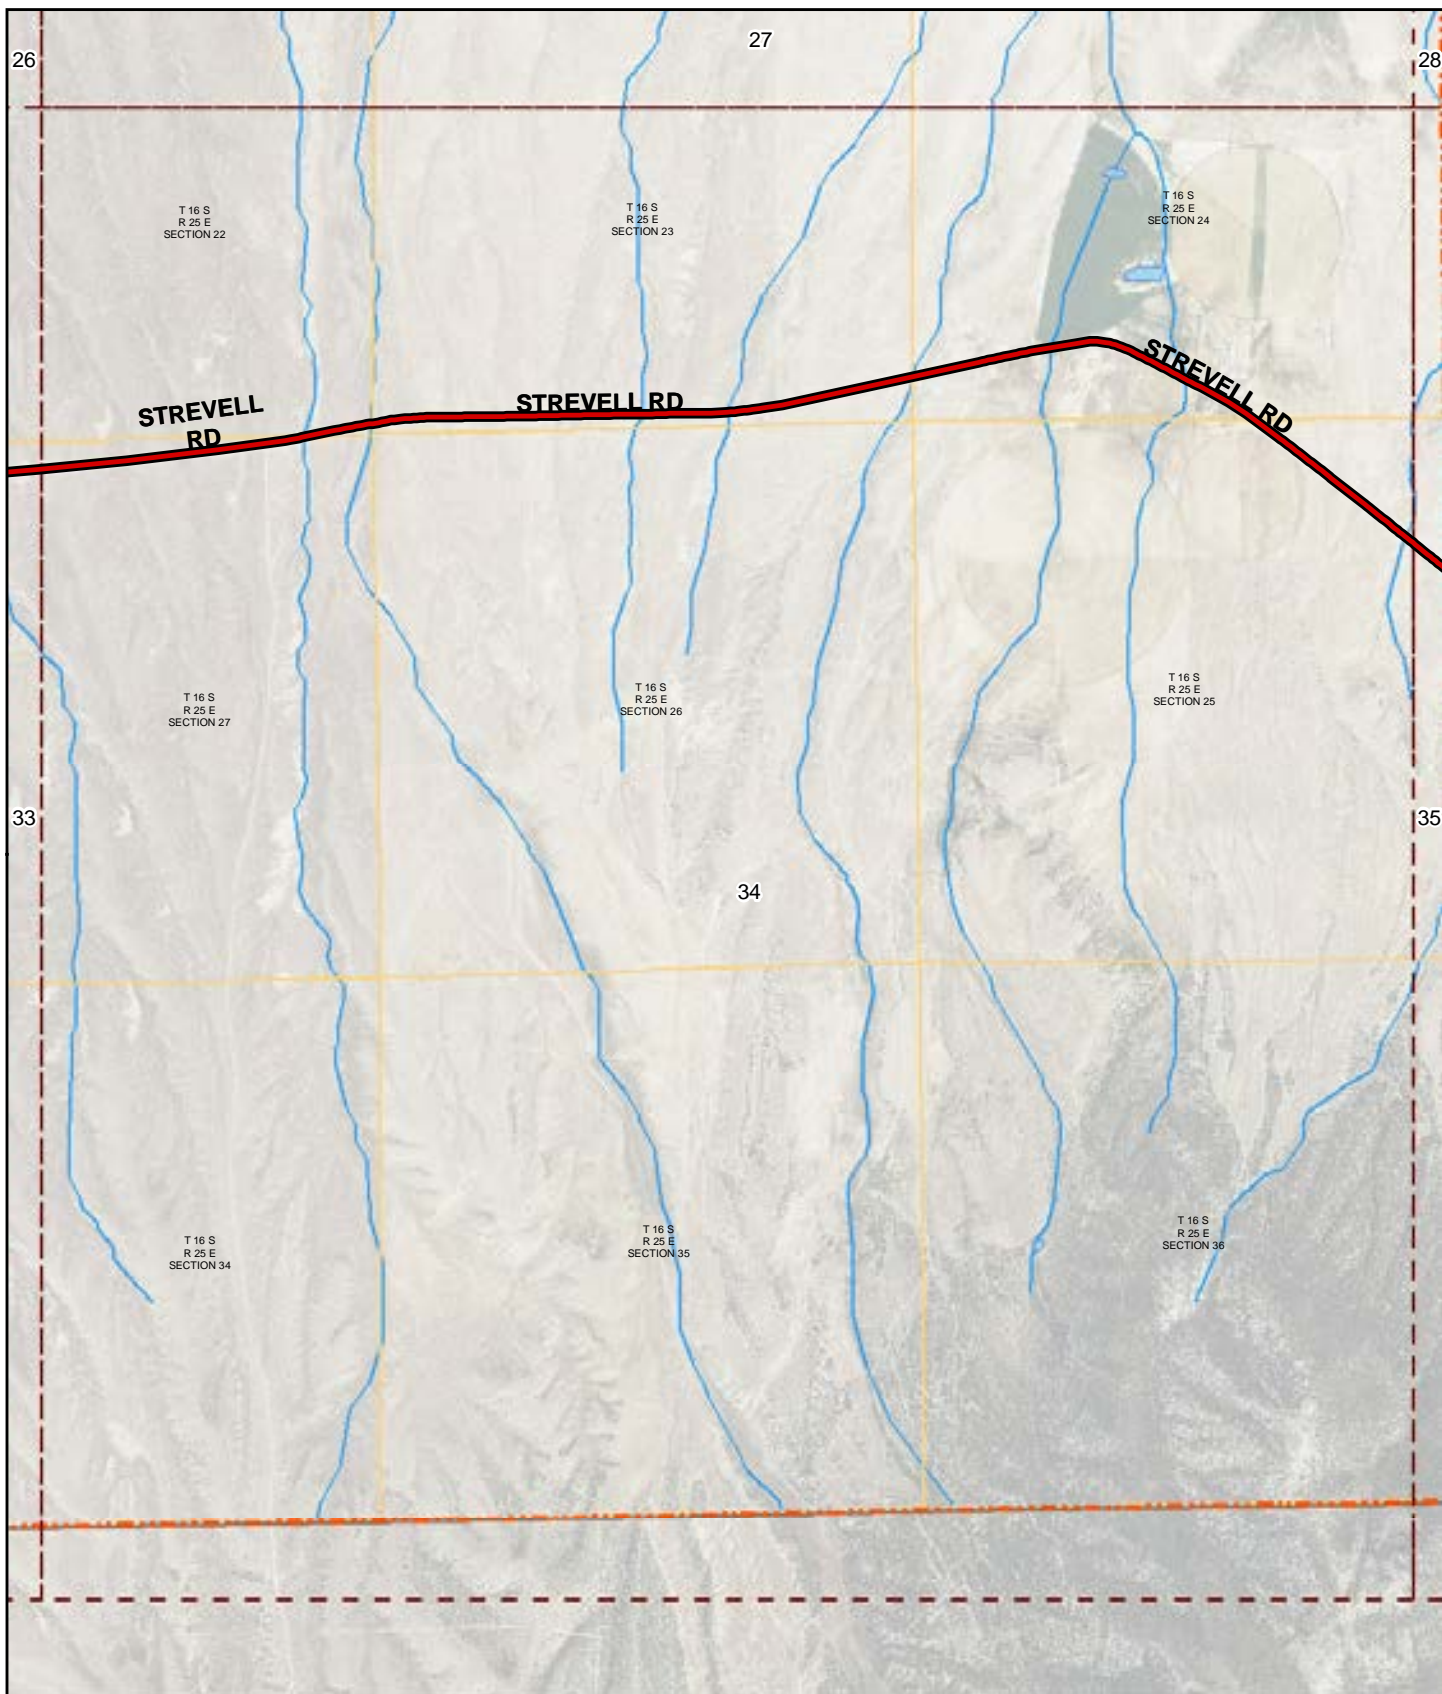 27
26
28
T 16 S
R 25 E
SECTION 22
T 16 S
R 25 E
SECTION 23
T 16 S
R 25 E
SECTION 24
STREVELL
RD
STREVELL RD
STREVELL RD
T 16 S
R 25 E
SECTION 27
T 16 S
R 25 E
SECTION 26
T 16 S
R 25 E
SECTION 25
33
35
34
T 16 S
R 25 E
SECTION 34
T 16 S
R 25 E
SECTION 35
T 16 S
R 25 E
SECTION 36